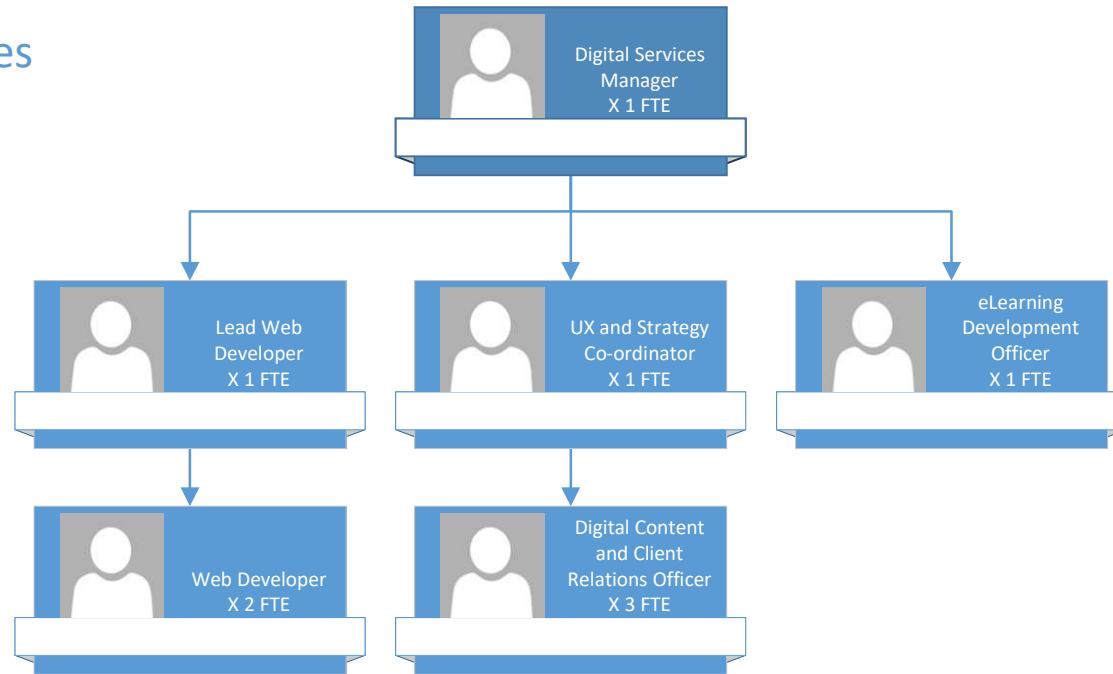 es
Digital Services
Manager
X 1 FTE
Lead Web
Developer
X 1 FTE
UX and Strategy
Co-ordinator
X 1 FTE
eLearning
Development
Officer
X 1 FTE
Web Developer
X 2 FTE
Digital Content
and Client
Relations Officer
X 3 FTE